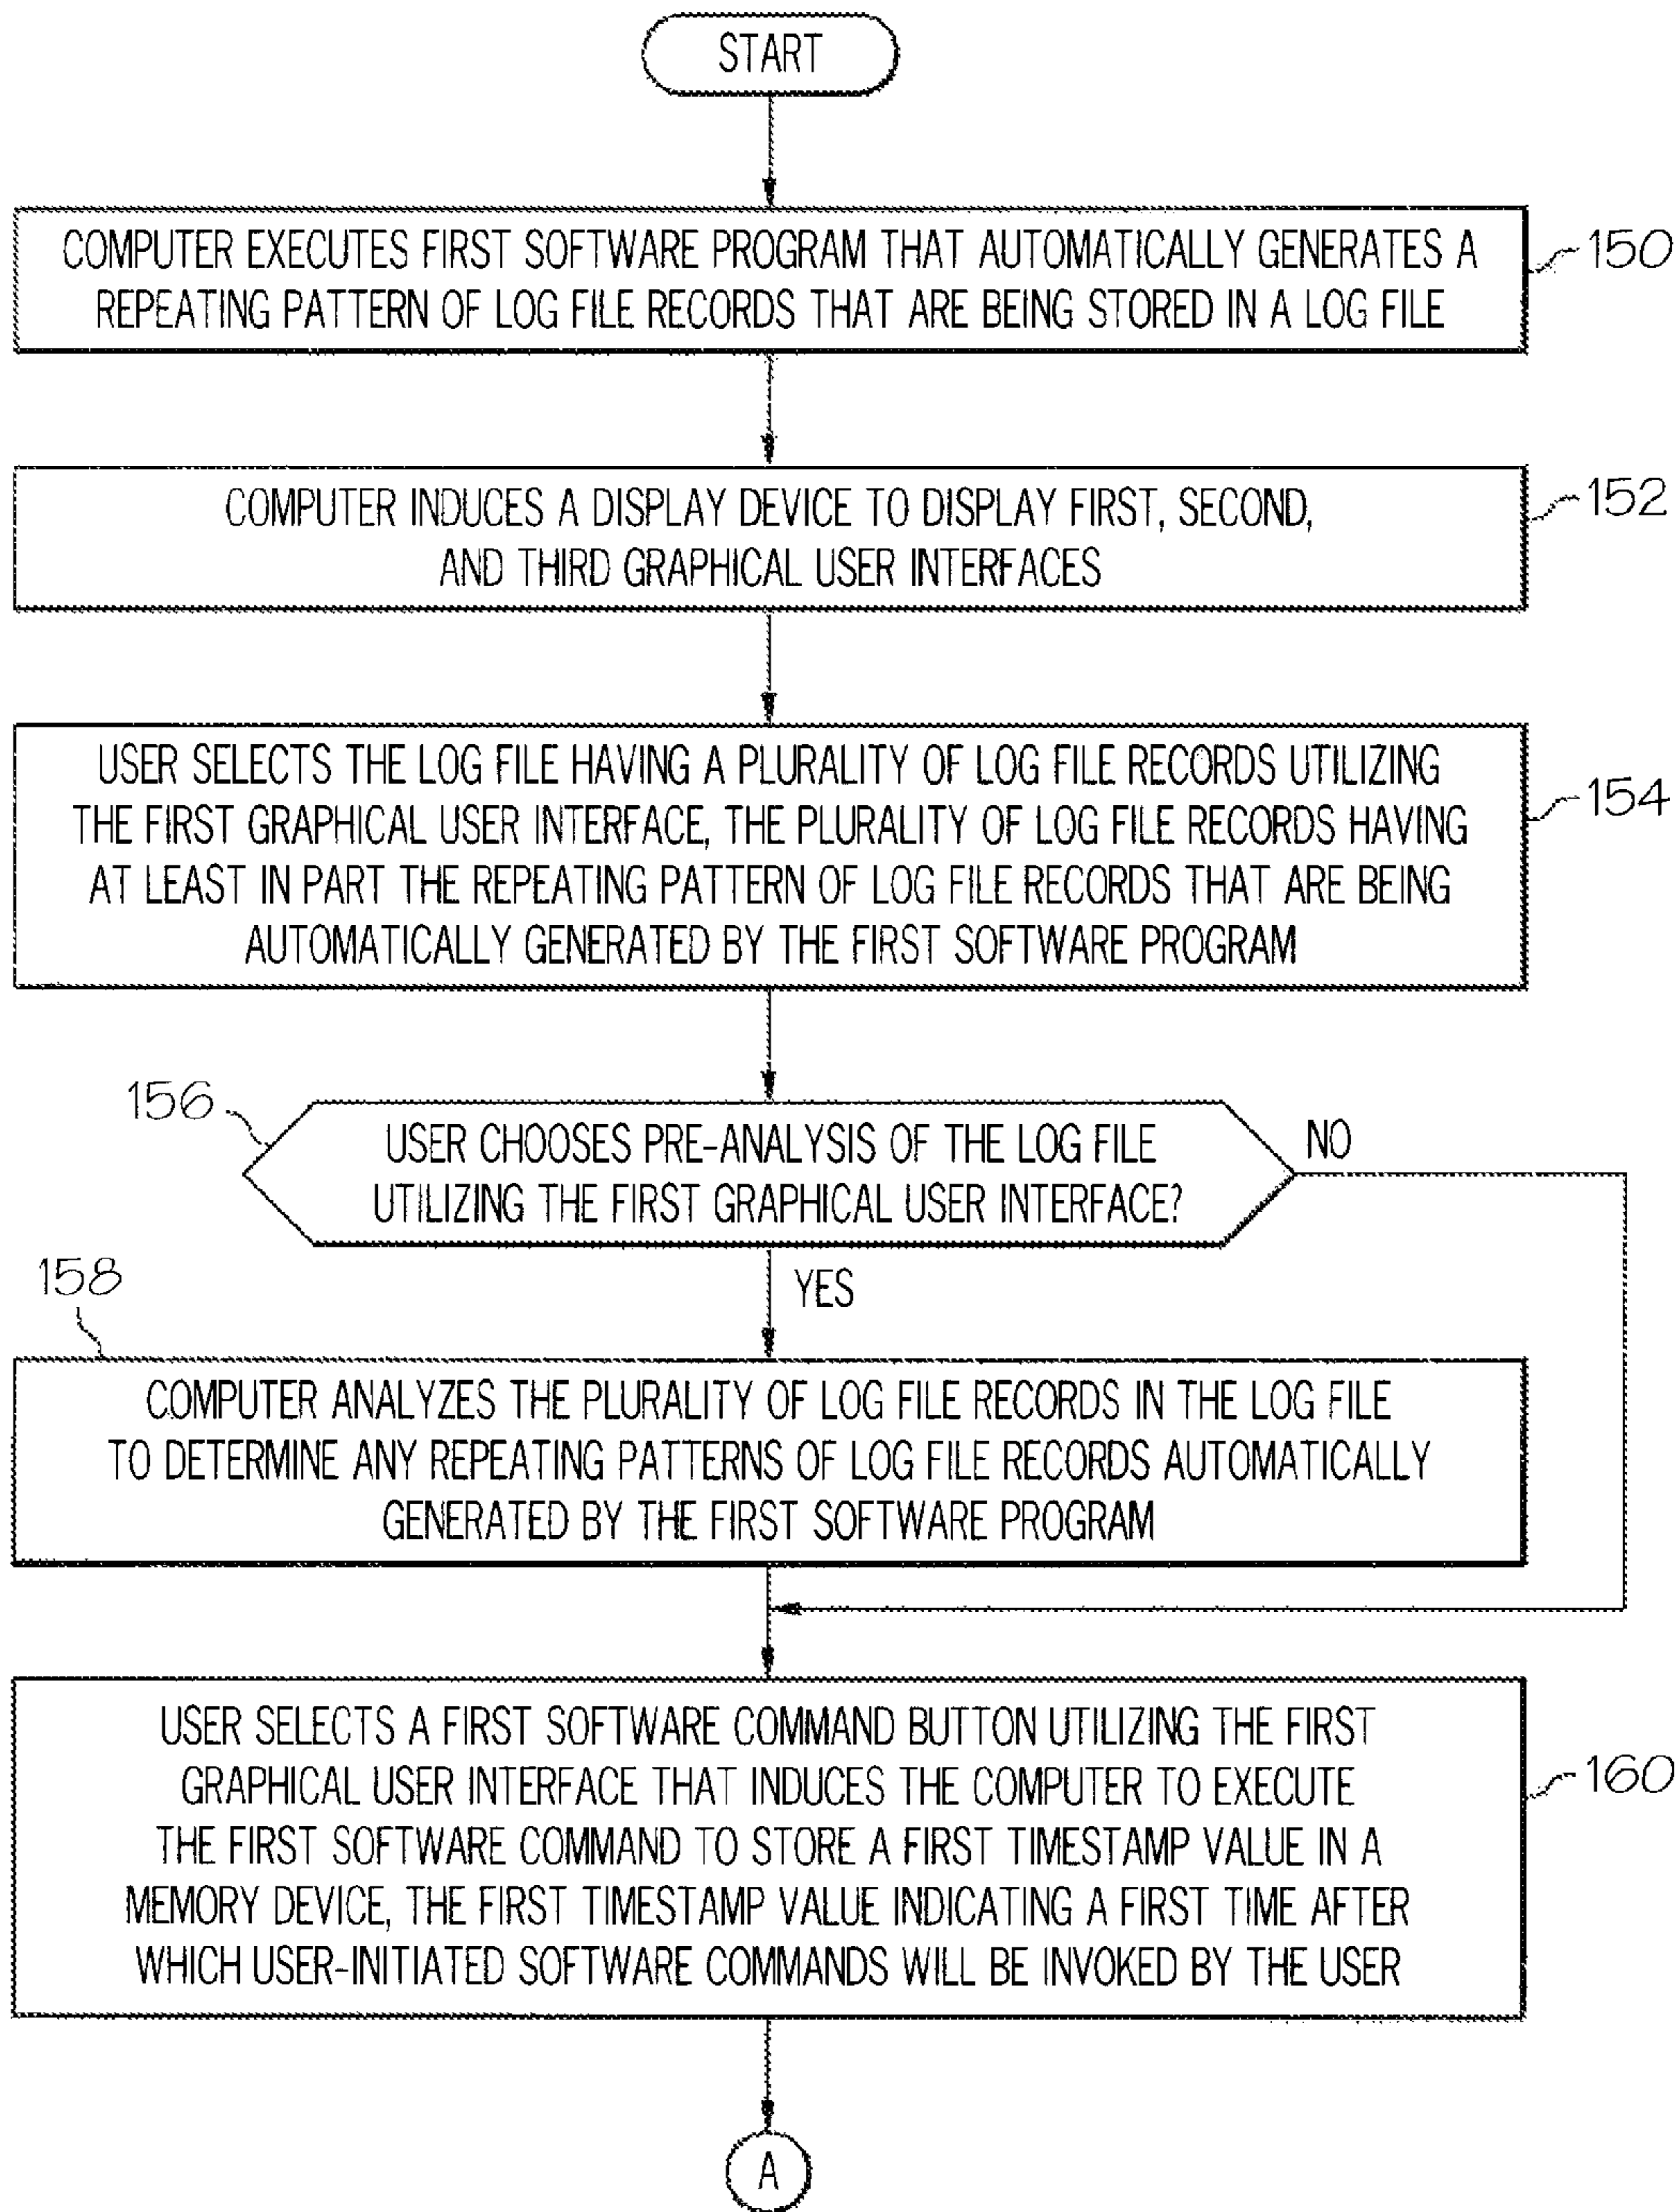 START
COMPUTER EXECUTES FIRST SOFTWARE PROGRAM THAT AUTOMATICALLY GENERATES A
REPEATING PATTERN OF LOG FILE RECORDS THAT ARE BEING STORED IN A LOG FILE
150
COMPUTER INDUCES A DISPLAY DEVICE TO DISPLAY FIRST, SECOND,
AND THIRD GRAPHICAL USER INTERFACES
152
USER SELECTS THE LOG FILE HAVING A PLURALITY OF LOG FILE RECORDS UTILIZING
THE FIRST GRAPHICAL USER INTERFACE, THE PLURALITY OF LOG FILE RECORDS HAVING
AT LEAST IN PART THE REPEATING PATTERN OF LOG FILE RECORDS THAT ARE BEING
AUTOMATICALLY GENERATED BY THE FIRST SOFTWARE PROGRAM
154
156
USER CHOOSES PRE-ANALYSIS OF THE LOG FILE
UTILIZING THE FIRST GRAPHICAL USER INTERFACE?
NO
YES
158
COMPUTER ANALYZES THE PLURALITY OF LOG FILE RECORDS IN THE LOG FILE
TO DETERMINE ANY REPEATING PATTERNS OF LOG FILE RECORDS AUTOMATICALLY
GENERATED BY THE FIRST SOFTWARE PROGRAM
USER SELECTS A FIRST SOFTWARE COMMAND BUTTON UTILIZING THE FIRST
GRAPHICAL USER INTERFACE THAT INDUCES THE COMPUTER TO EXECUTE
THE FIRST SOFTWARE COMMAND TO STORE A FIRST TIMESTAMP VALUE IN A
MEMORY DEVICE, THE FIRST TIMESTAMP VALUE INDICATING A FIRST TIME AFTER
WHICH USER-INITIATED SOFTWARE COMMANDS WILL BE INVOKED BY THE USER
160
A